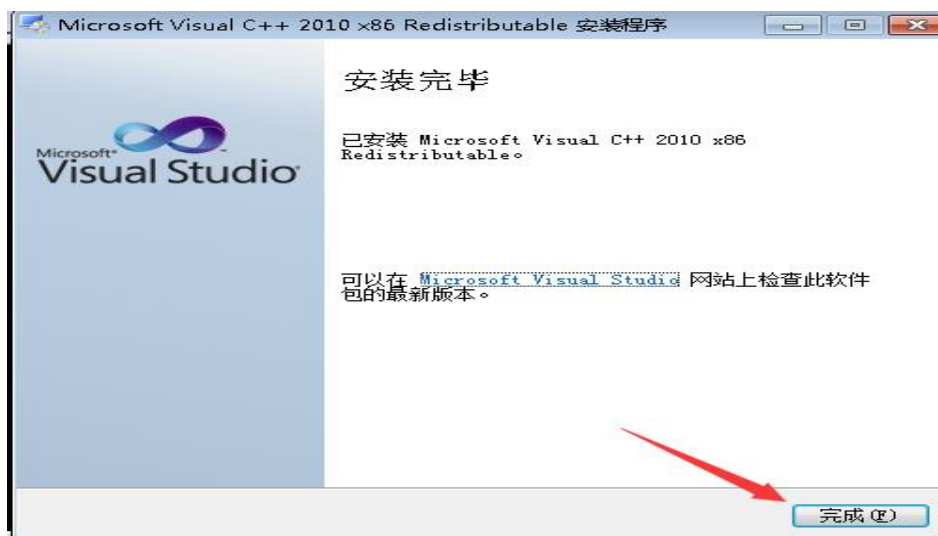 Microsoft Visual C++ 2010 x86 Redistributable 安装程序
安装完毕
已安装 Microsoft Visual C++ 2010 x86
Redistributable。
Microsoft®
Visual Studio®
可以在 Microsoft Visual Studio 网站上检查此软件
包的最新版本。
完成(F)